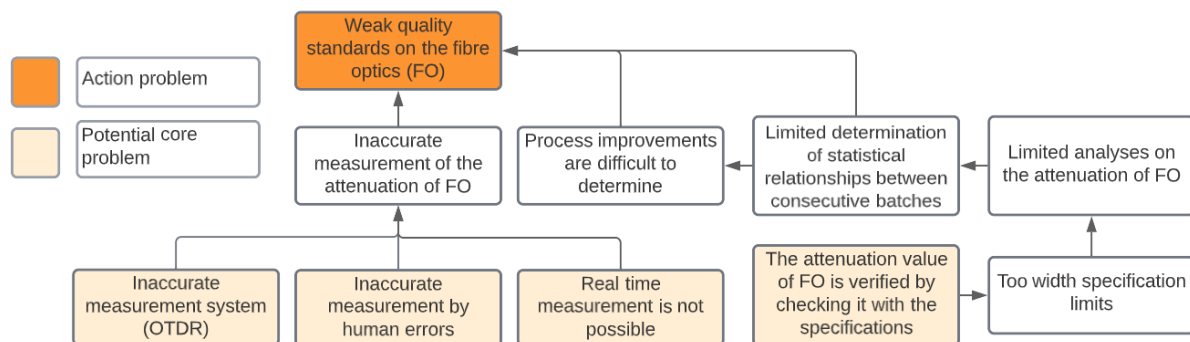 Weak quality
standards on the fibre
optics (FO)
Action problem
Potential core
problem
Inaccurate
measurement of the
attenuation of FO
Process improvements
are difficult to
determine
Limited determination
of statistical
relationships between
consecutive batches
Limited analyses on
the attenuation of FO
Inaccurate
measurement system
(OTDR)
Inaccurate
measurement by
human errors
Real time
measurement is not
possible
The attenuation value
of FO is verified by
checking it with the
specifications
Too width specification
limits